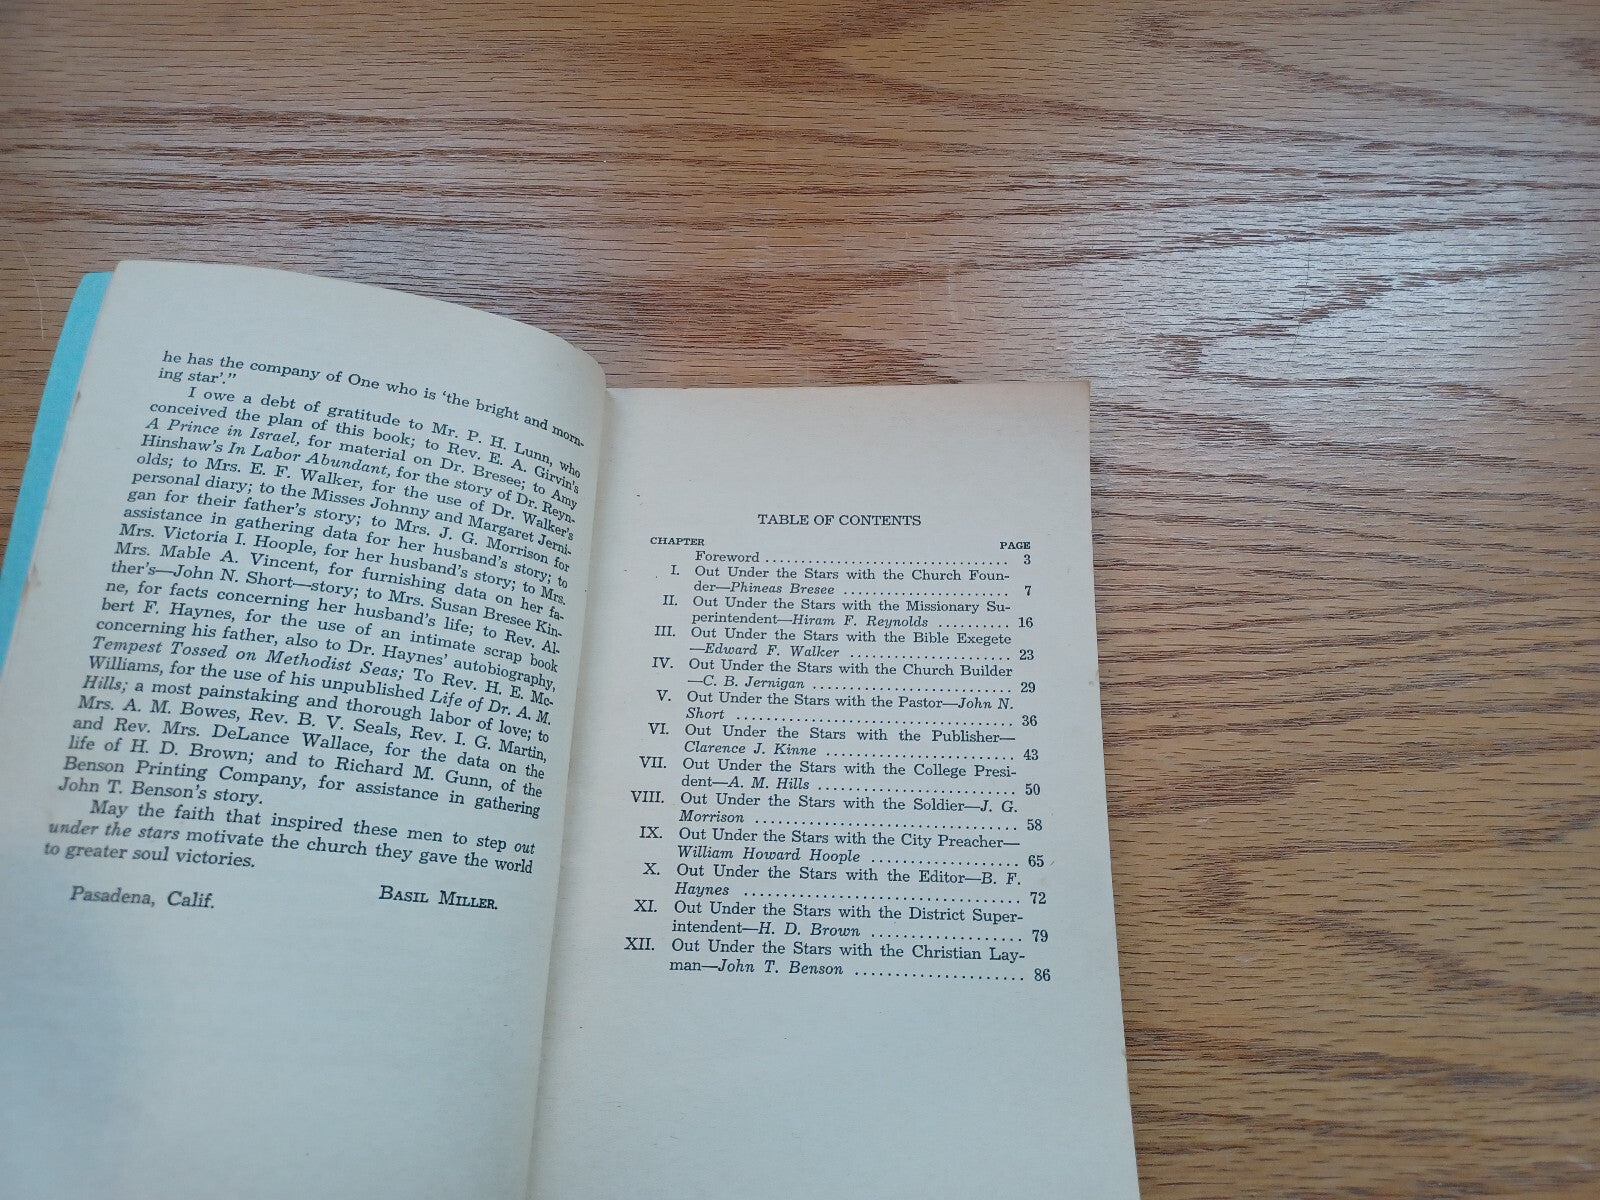 he has the company of One who is 'the bright and morn-
ing star'."
I owe a debt of gratitude to Mr. P. H. Lunn, who
conceived the plan of this book; to Rev. E. A. Girvin's
A Prince in Israel, for material on Dr. Bresee; to Amy
Hinshaw's In Labor Abundant, for the story of Dr. Reyn-
olds; to Mrs. E. F. Walker, for the use of Dr. Walker's
personal diary; to the Misses Johnny and Margaret Jerni-
gan for their father's story; to Mrs. J. G. Morrison for
assistance in gathering data for her husband's story; to
Mrs. Victoria I. Hoople, for her husband's story; to Mrs.
Mable A. Vincent, for furnishing data on her fa-
ther's—John N. Short—story; to Mrs. Susan Bresee Kin-
ne, for facts concerning her husband's life; to Rev. Al-
bert F. Haynes, for the use of an intimate scrap book
concerning his father, also to Dr. Haynes' autobiography,
Tempest Tossed on Methodist Seas; To Rev. H. E. Mc-
Williams, for the use of his unpublished Life of Dr. A. M.
Hills; a most painstaking and thorough labor of love; to
Mrs. A. M. Bowes, Rev. B. V. Seals, Rev. I. G. Martin,
and Rev. Mrs. DeLance Wallace, for the data on the
life of H. D. Brown; and to Richard M. Gunn, of the
Benson Printing Company, for assistance in gathering
John T. Benson's story.
May the faith that inspired these men to step out
under the stars motivate the church they gave the world
to greater soul victories.
Pasadena, Calif. BASIL MILLER.
TABLE OF CONTENTS
CHAPTER PAGE
Foreword ................................. 3
I. Out Under the Stars with the Church Foun-
der—Phineas Bresee ...................... 7
II. Out Under the Stars with the Missionary Su-
perintendent—Hiram F. Reynolds .......... 16
III. Out Under the Stars with the Bible Exegete
—Edward F. Walker ...................... 23
IV. Out Under the Stars with the Church Builder
—C. B. Jernigan ........................... 29
V. Out Under the Stars with the Pastor—John N.
Short ..................................... 36
VI. Out Under the Stars with the Publisher—
Clarence J. Kinne ......................... 43
VII. Out Under the Stars with the College Presi-
dent—A. M. Hills .......................... 50
VIII. Out Under the Stars with the Soldier—J. G.
Morrison ................................... 58
IX. Out Under the Stars with the City Preacher—
William Howard Hoople .................... 65
X. Out Under the Stars with the Editor—B. F.
Haynes ..................................... 72
XI. Out Under the Stars with the District Super-
intendent—H. D. Brown ................... 79
XII. Out Under the Stars with the Christian Lay-
man—John T. Benson ...................... 86